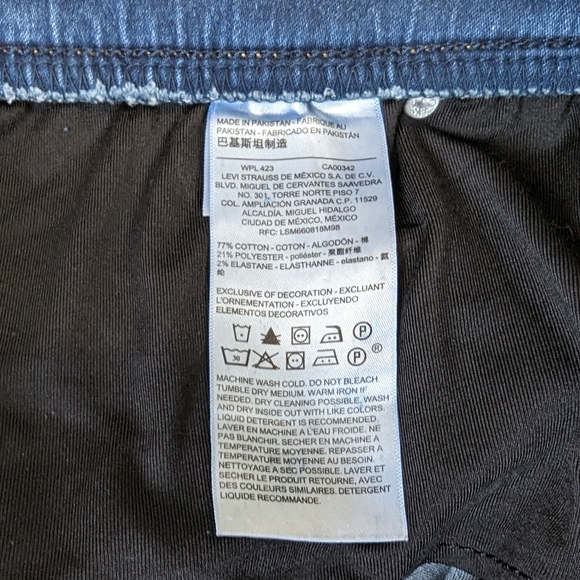 MADE IN PAKISTAN - FABRIQUE AU
PAKISTAN - FABRICADO EN PAKISTÁN
巴基斯坦制造
WPL 423 CA00342
LEVI STRAUSS DE MÉXICO S.A. DE C.V.
BLVD. MIGUEL DE CERVANTES SAAVEDRA
NO. 301, TORRE NORTE PISO 7
COL. AMPLIACIÓN GRANADA C.P. 11529
ALCALDÍA, MIGUEL HIDALGO
CIUDAD DE MÉXICO, MÉXICO
RFC: LSM660818M98
77% COTTON - COTON - ALGODÓN - 棉
21% POLYESTER - poliéster - 聚酯纤维
2% ELASTANE - ELASTHANNE - elastano - 氨
纶
EXCLUSIVE OF DECORATION - EXCLUANT
L'ORNEMENTATION - EXCLUYENDO
ELEMENTOS DECORATIVOS
P
30 P ®
MACHINE WASH COLD. DO NOT BLEACH.
TUMBLE DRY MEDIUM. WARM IRON IF
NEEDED. DRY CLEANING POSSIBLE. WASH
AND DRY INSIDE OUT WITH LIKE COLORS.
LIQUID DETERGENT IS RECOMMENDED.
LAVER EN MACHINE A L'EAU FROIDE. NE
PAS BLANCHIR. SECHER EN MACHINE A
TEMPERATURE MOYENNE. REPASSER À
TEMPERATURE MOYENNE AU BESOIN.
NETTOYAGE A SEC POSSIBLE. LAVER ET
SECHER LE PRODUIT RETOURNE, AVEC
DES COULEURS SIMILAIRES. DETERGENT
LIQUIDE RECOMMANDE.